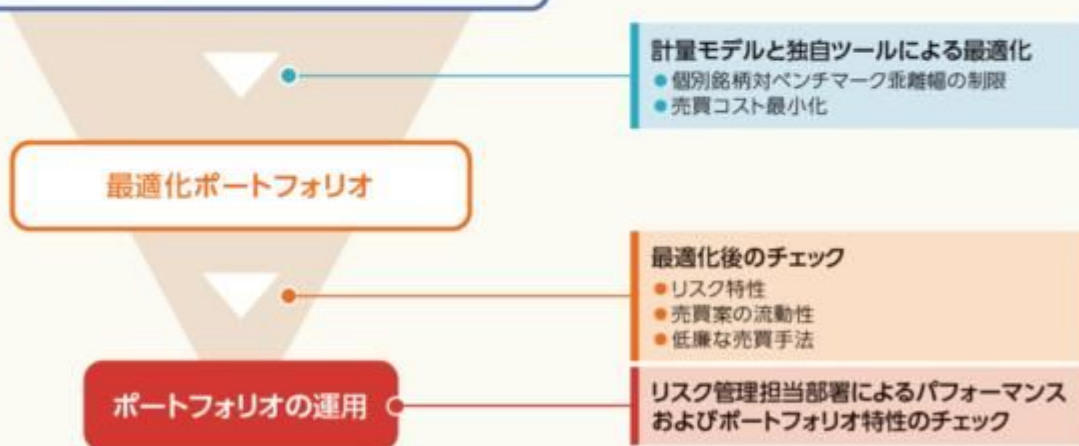 計量モデルと独自ツールによる最適化
●個別銘柄対ベンチマーク乖離幅の制限
●売買コスト最小化
最適化ポートフォリオ
最適化後のチェック
●リスク特性
●売買案の流動性
●低廉な売買手法
ポートフォリオの運用
リスク管理担当部署によるパフォーマンス
およびポートフォリオ特性のチェック